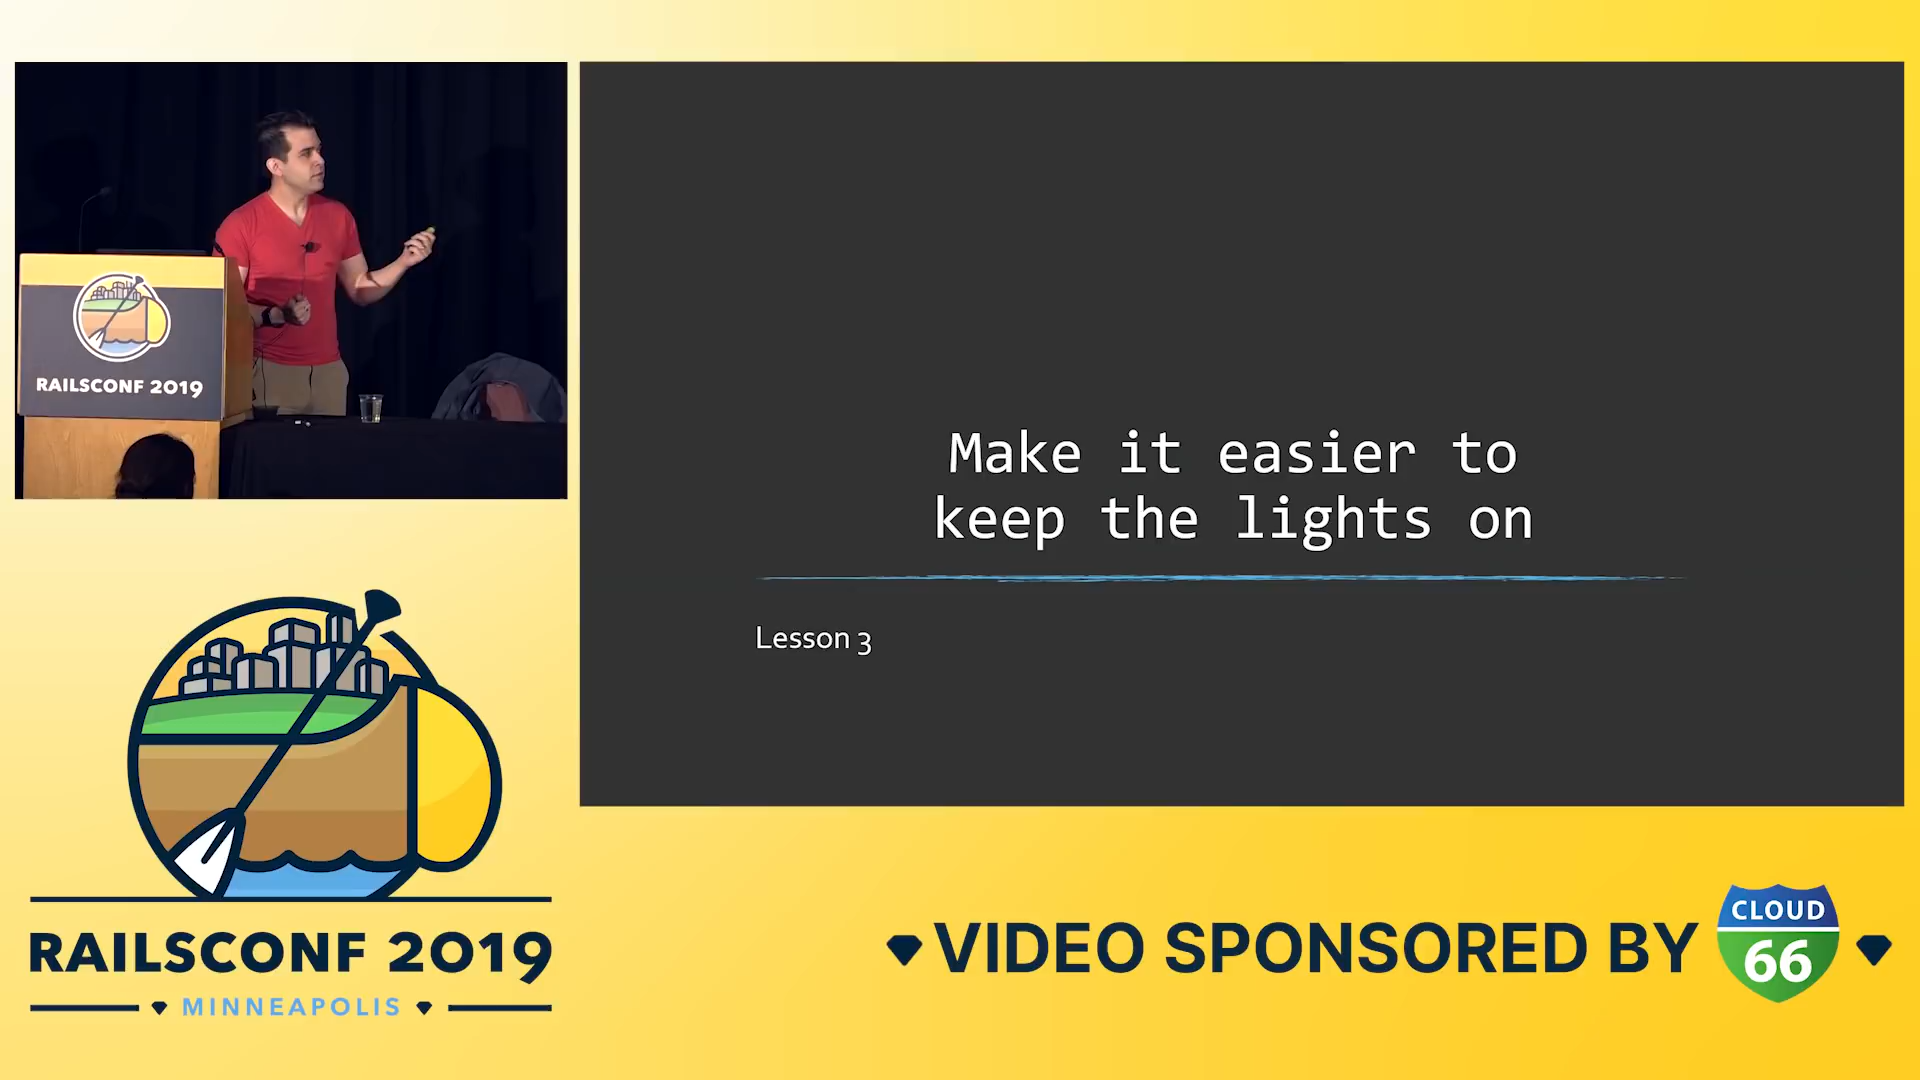 RAILSCONF 2019
Make it easier to
keep the lights on
Lesson 3
RAILSCONF 2019
MINNEAPOLIS
VIDEO SPONSORED BY
CLOUD
66